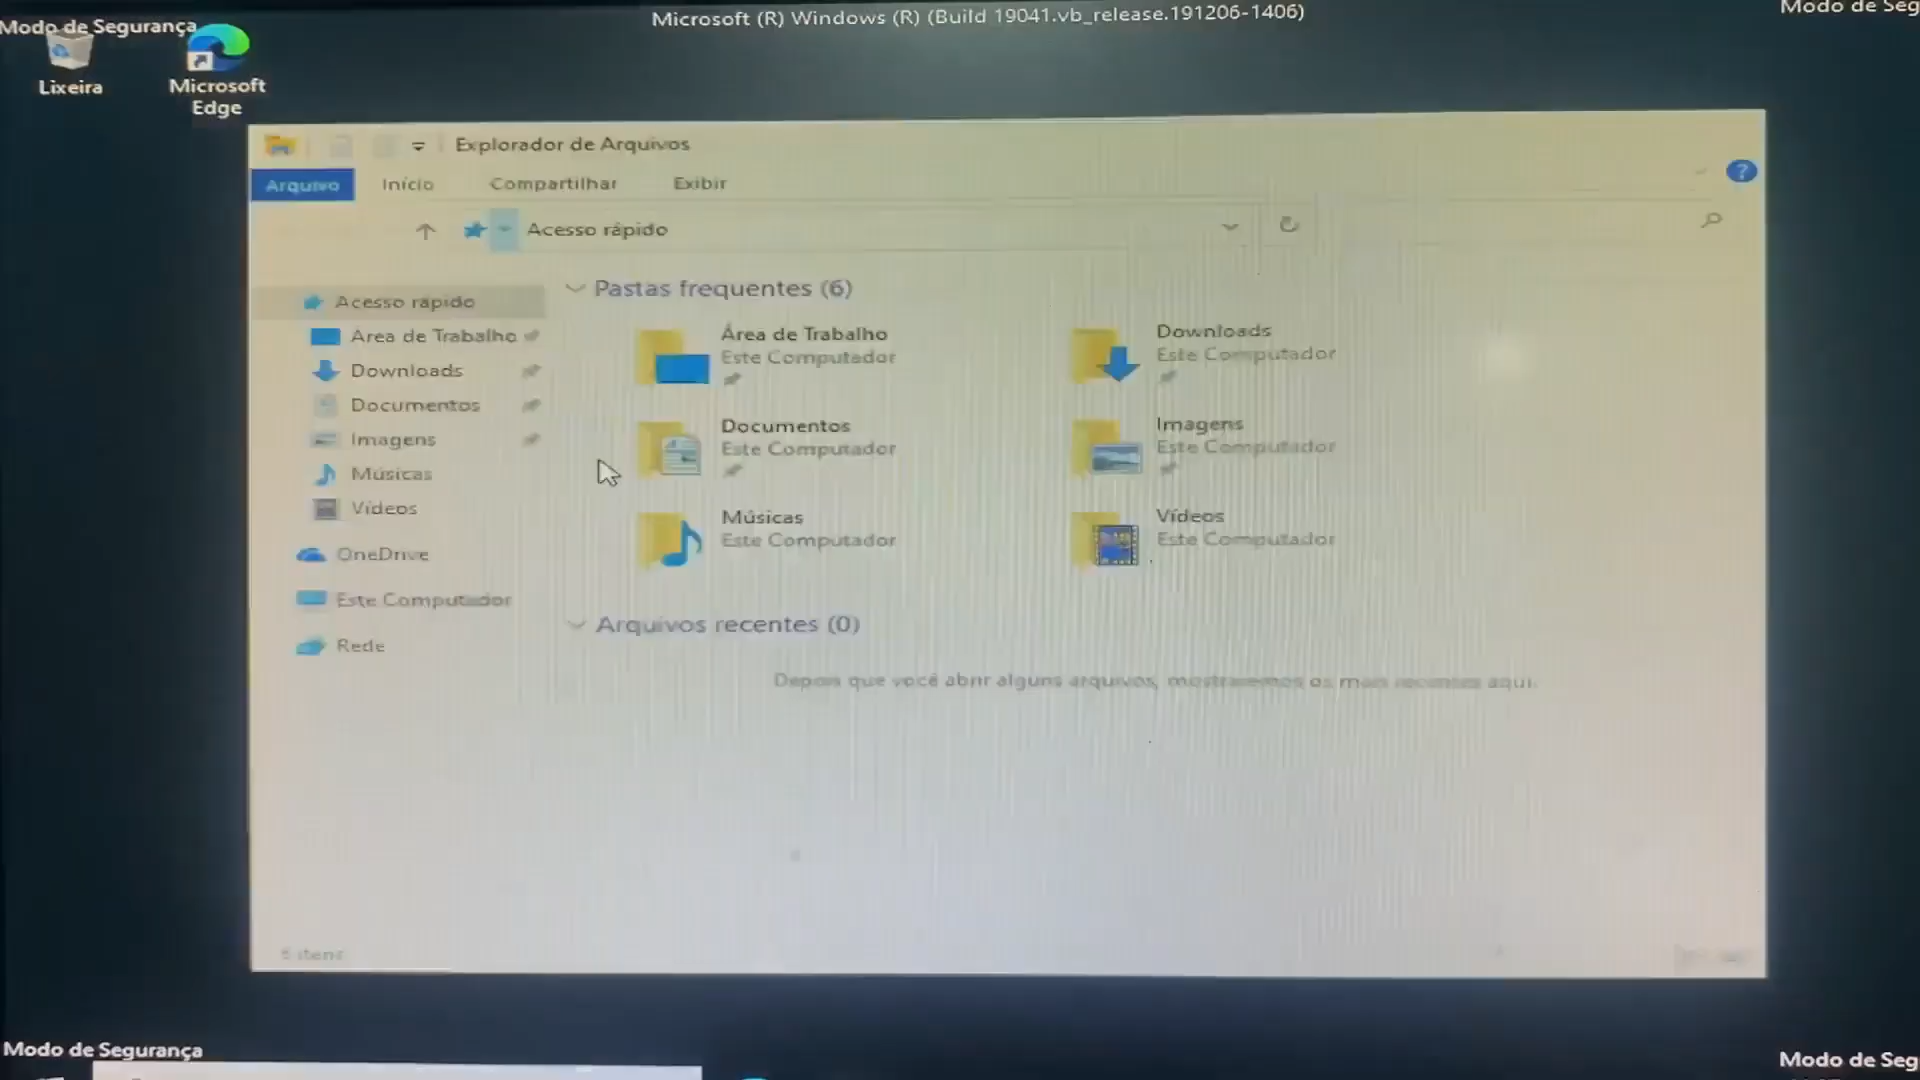 Modo de Segurança
Microsoft (R) Windows (R) (Build 19041.vb_release.191206-1406)
Modo de Seg
Lixeira
Microsoft
Edge
Explorador de Arquivos
Arquivo
Início
Compartilhar
Exibir
?
Acesso rápido
Acesso rápido
Área de Trabalho
Downloads
Documentos
Imagens
Músicas
Vídeos
OneDrive
Este Computador
Rede
Pastas frequentes (6)
Área de Trabalho
Este Computador
Downloads
Este Computador
Documentos
Este Computador
Imagens
Este Computador
Músicas
Este Computador
Vídeos
Este Computador
Arquivos recentes (0)
Depois que você abrir alguns arquivos, mostraremos os mais recentes aqui.
6 itens
Modo de Segurança
Modo de Seg